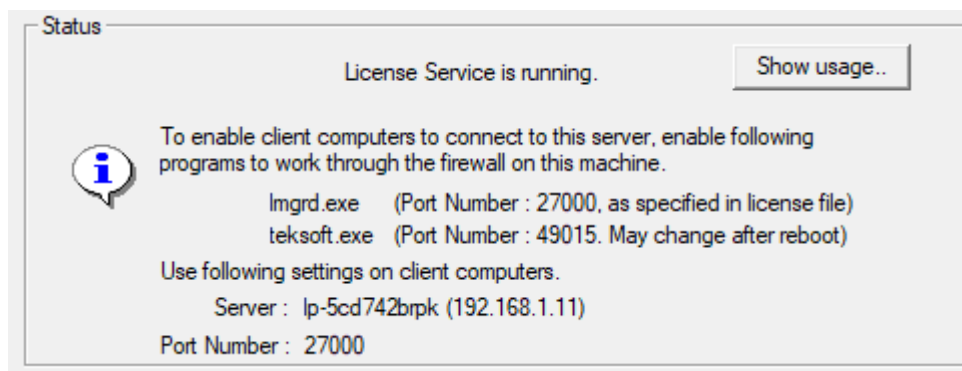 Status
License Service is running.
Show usage..
To enable client computers to connect to this server, enable following
programs to work through the firewall on this machine.
lmgrd.exe (Port Number : 27000, as specified in license file)
teksoft.exe (Port Number : 49015. May change after reboot)
Use following settings on client computers.
Server : lp-5cd742brpk (192.168.1.11)
Port Number : 27000